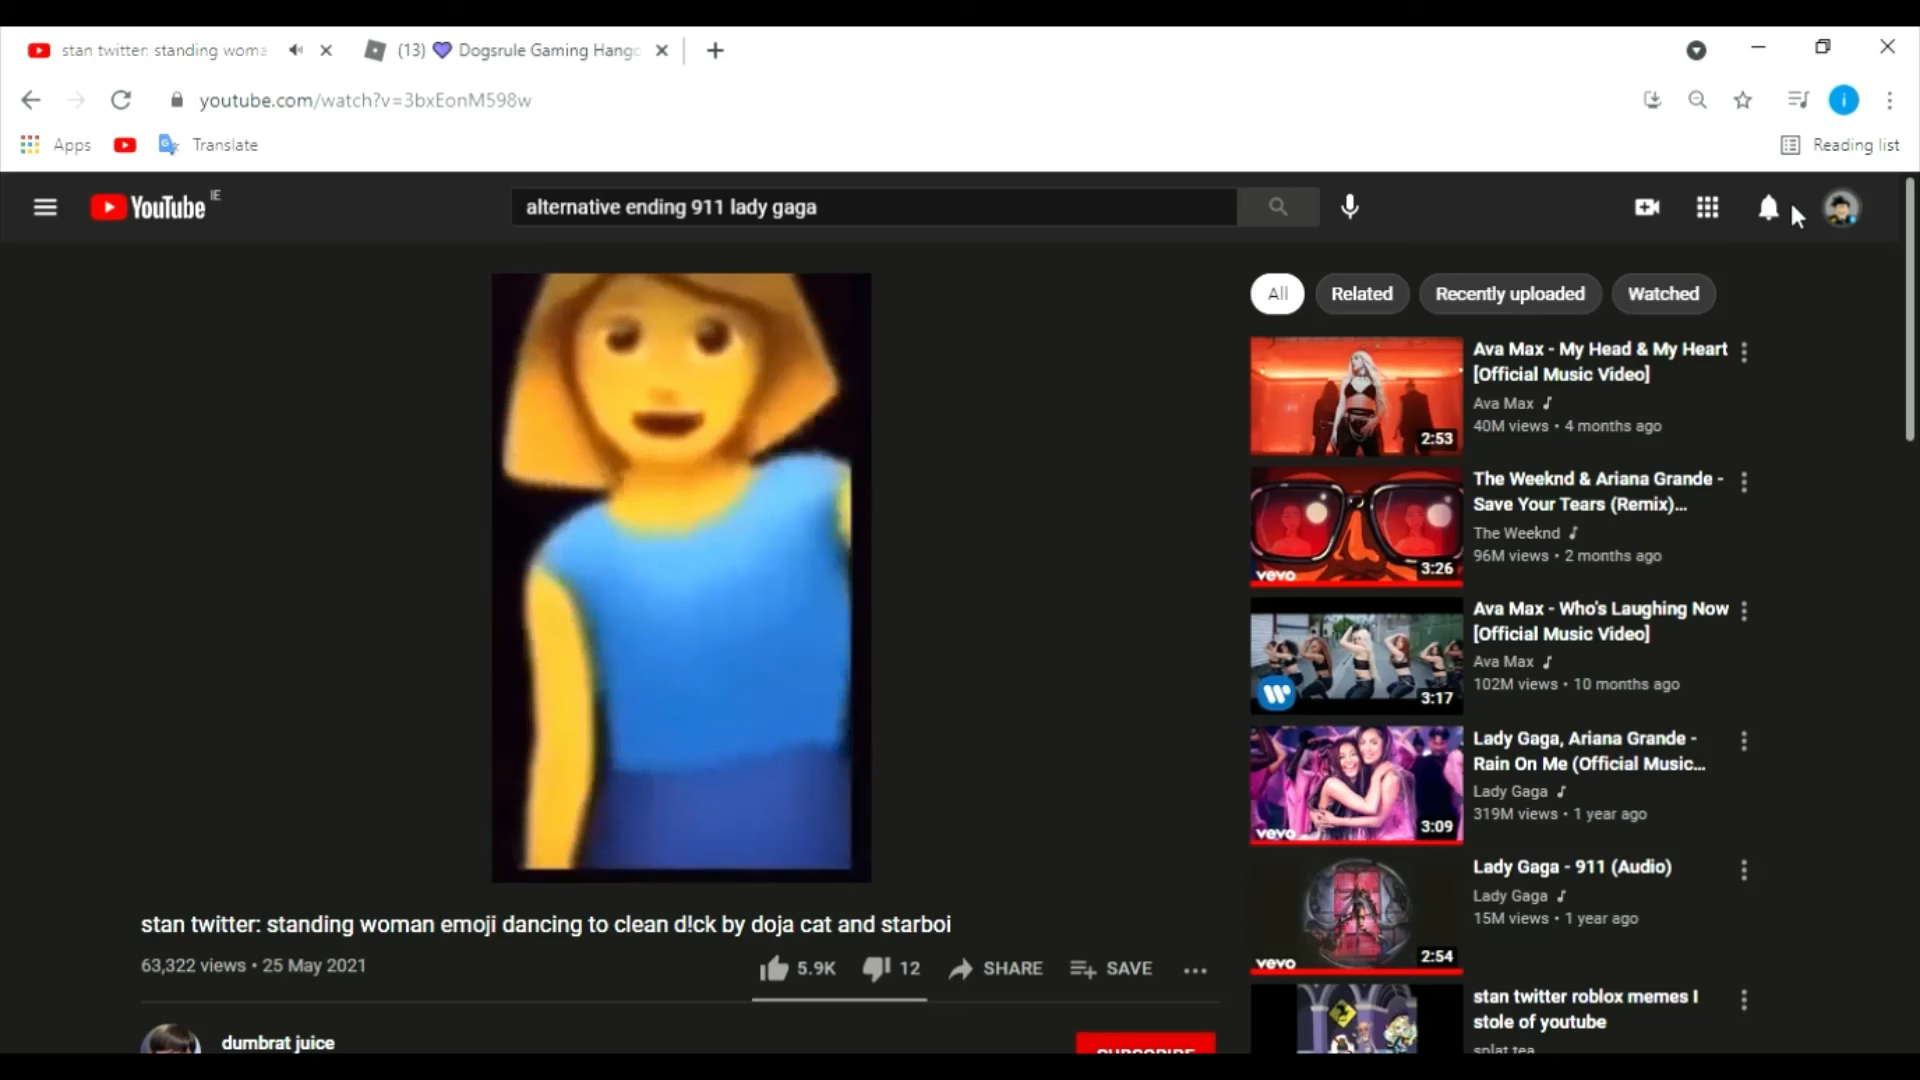 stan twitter: standing woma
(13) 💜 Dogsrule Gaming Hangc
youtube.com/watch?v=3bxEonM598w
Apps
Translate
Reading list
YouTube IE
alternative ending 911 lady gaga
All
Related
Recently uploaded
Watched
Ava Max - My Head & My Heart
[Official Music Video]
Ava Max
40M views • 4 months ago
2:53
The Weeknd & Ariana Grande -
Save Your Tears (Remix)...
The Weeknd
96M views • 2 months ago
vevo
3:26
Ava Max - Who's Laughing Now
[Official Music Video]
Ava Max
102M views • 10 months ago
3:17
Lady Gaga, Ariana Grande -
Rain On Me (Official Music...
Lady Gaga
319M views • 1 year ago
vevo
3:09
Lady Gaga - 911 (Audio)
Lady Gaga
15M views • 1 year ago
vevo
2:54
stan twitter roblox memes I
stole of youtube
splat tea
stan twitter: standing woman emoji dancing to clean d!ck by doja cat and starboi
63,322 views • 25 May 2021
5.9K
12
SHARE
SAVE
dumbrat juice
SUBSCRIBE